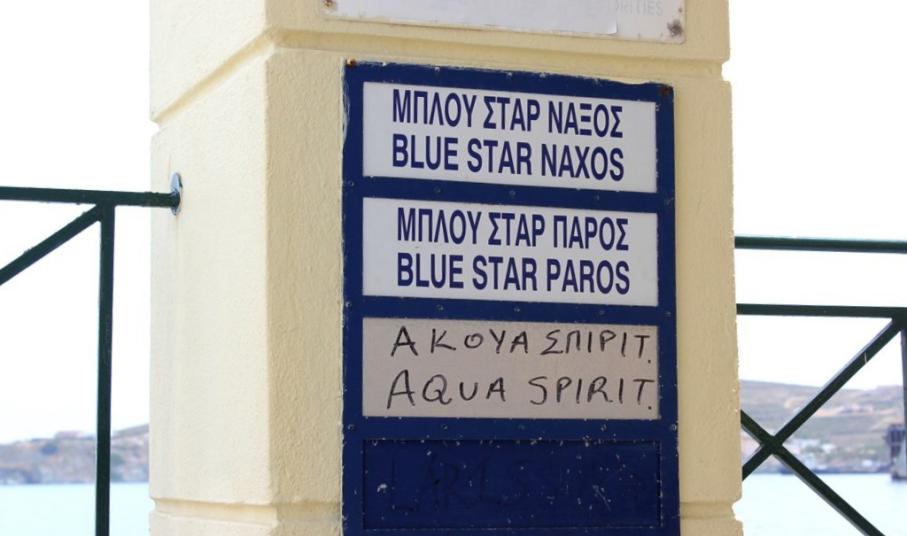 ΜΠΛΟΥ ΣΤΑΡ ΝΑΞΟΣ
BLUE STAR NAXOS
ΜΠΛΟΥ ΣΤΑΡ ΠΑΡΟΣ
BLUE STAR PAROS
ΑΚΟΥΑ ΣΠΙΡΙΤ.
AQUA SPIRIT.